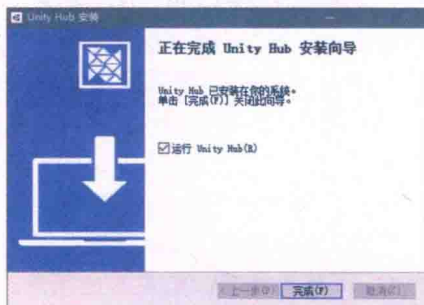 Unity Hub 安装
正在完成 Unity Hub 安装向导
Unity Hub 已安装在你的系统。
单击 [完成(F)] 关闭此向导。
运行 Unity Hub(R)
< 上一步(P) 完成(F) 取消(C)